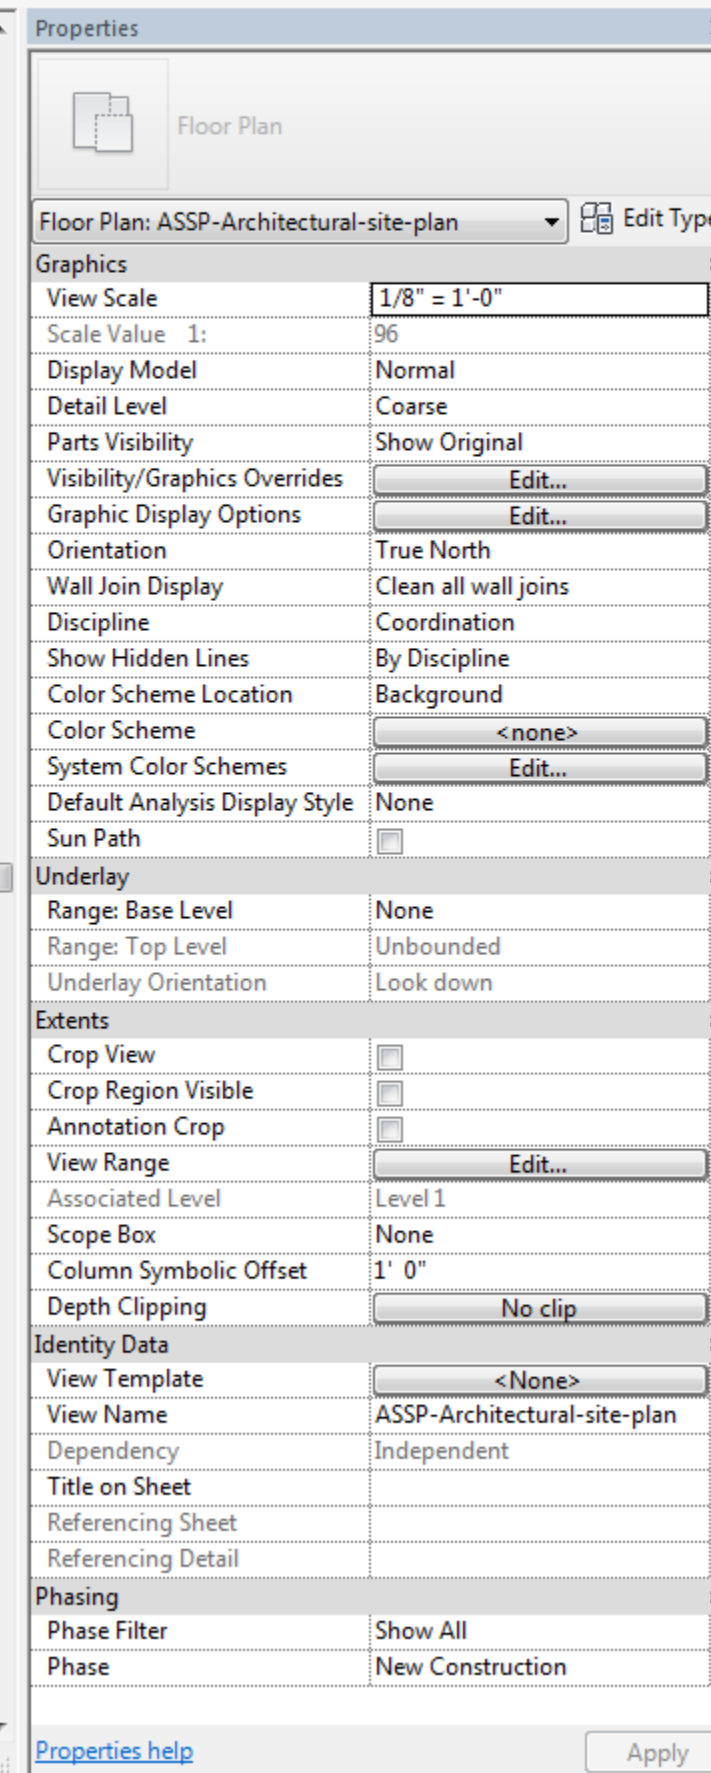 Properties
Floor Plan
Floor Plan: ASSP-Architectural-site-plan Edit Type
Graphics
View Scale 1/8" = 1'-0"
Scale Value 1: 96
Display Model Normal
Detail Level Coarse
Parts Visibility Show Original
Visibility/Graphics Overrides Edit...
Graphic Display Options Edit...
Orientation True North
Wall Join Display Clean all wall joins
Discipline Coordination
Show Hidden Lines By Discipline
Color Scheme Location Background
Color Scheme <none>
System Color Schemes Edit...
Default Analysis Display Style None
Sun Path
Underlay
Range: Base Level None
Range: Top Level Unbounded
Underlay Orientation Look down
Extents
Crop View
Crop Region Visible
Annotation Crop
View Range Edit...
Associated Level Level 1
Scope Box None
Column Symbolic Offset 1' 0"
Depth Clipping No clip
Identity Data
View Template <None>
View Name ASSP-Architectural-site-plan
Dependency Independent
Title on Sheet
Referencing Sheet
Referencing Detail
Phasing
Phase Filter Show All
Phase New Construction
Properties help Apply